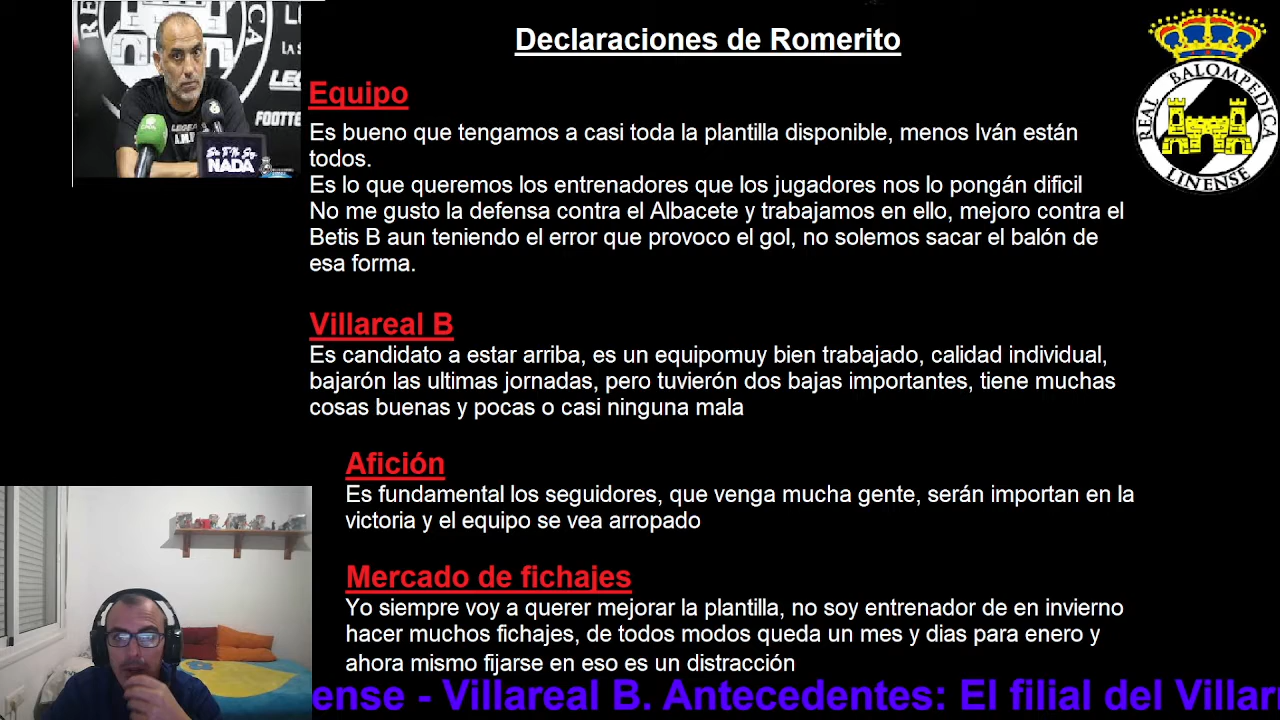 Declaraciones de Romerito
Equipo
Es bueno que tengamos a casi toda la plantilla disponible, menos Iván están
todos.
Es lo que queremos los entrenadores que los jugadores nos lo pongán dificil
No me gusto la defensa contra el Albacete y trabajamos en ello, mejoro contra el
Betis B aun teniendo el error que provoco el gol, no solemos sacar el balón de
esa forma.
Villareal B
Es candidato a estar arriba, es un equipomuy bien trabajado, calidad individual,
bajarón las ultimas jornadas, pero tuvierón dos bajas importantes, tiene muchas
cosas buenas y pocas o casi ninguna mala
Afición
Es fundamental los seguidores, que venga mucha gente, serán importan en la
victoria y el equipo se vea arropado
Mercado de fichajes
Yo siempre voy a querer mejorar la plantilla, no soy entrenador de en invierno
hacer muchos fichajes, de todos modos queda un mes y dias para enero y
ahora mismo fijarse en eso es un distracción
ense - Villareal B. Antecedentes: El filial del Villar
REAL BALOMPEDICA
LINENSE
NADA
FOOTTE